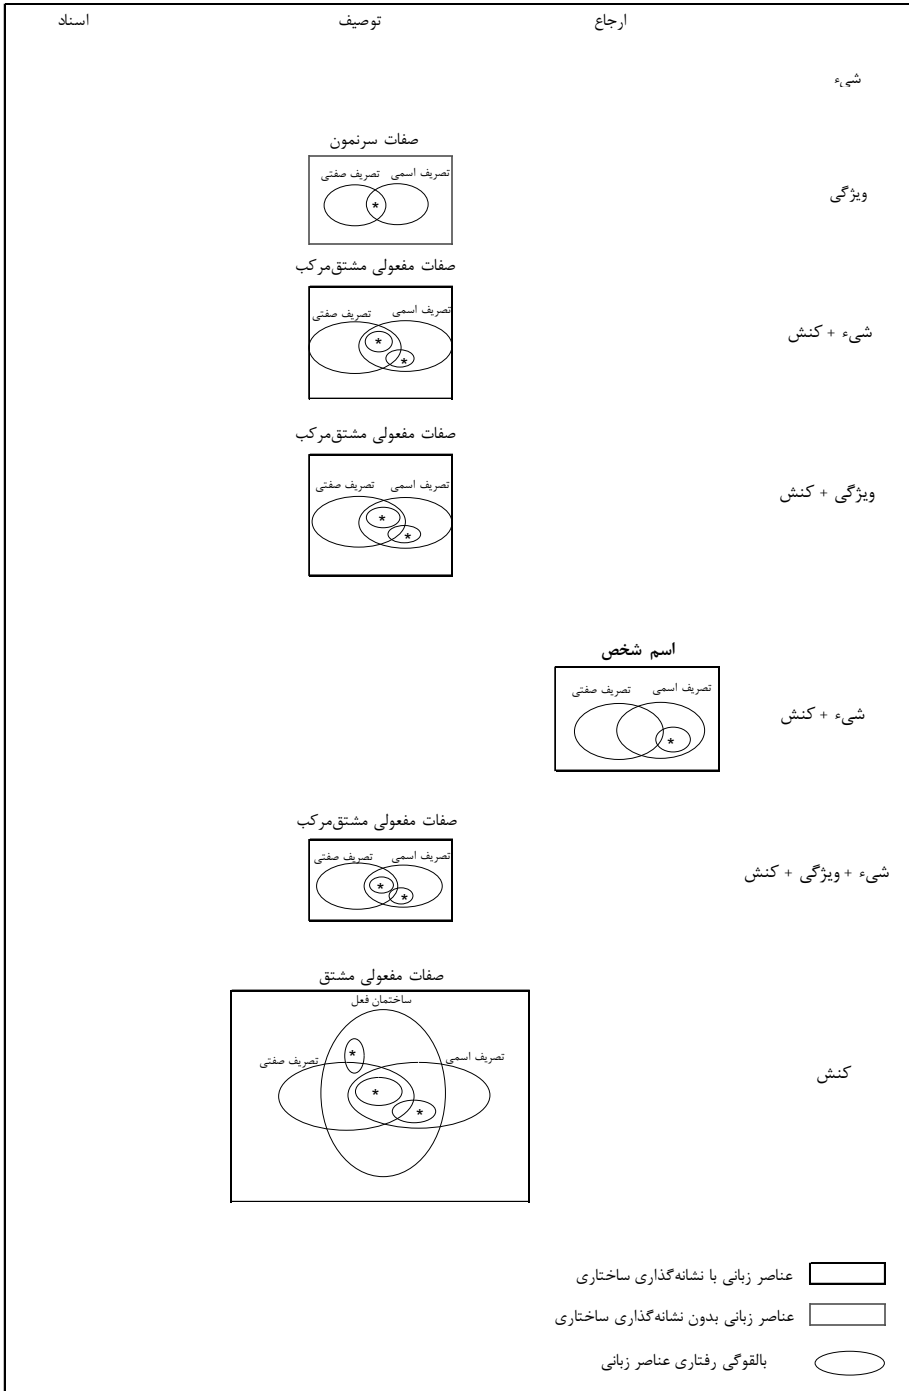 ارجاع توصیف اسناد
شیء
صفات سرنمون
تصریف اسمی تصریف صفتی
*
ویژگی
صفات مفعولی مشتق‌مرکب
تصریف اسمی تصریف صفتی
*
*
شیء + کنش
صفات مفعولی مشتق‌مرکب
تصریف اسمی تصریف صفتی
*
*
ویژگی + کنش
اسم شخص
تصریف اسمی تصریف صفتی
*
شیء + کنش
صفات مفعولی مشتق‌مرکب
تصریف اسمی تصریف صفتی
*
*
شیء + ویژگی + کنش
صفات مفعولی مشتق
ساختمان فعل
*
تصریف اسمی تصریف صفتی
*
*
کنش
عناصر زبانی با نشانه‌گذاری ساختاری
عناصر زبانی بدون نشانه‌گذاری ساختاری
بالقوگی رفتاری عناصر زبانی